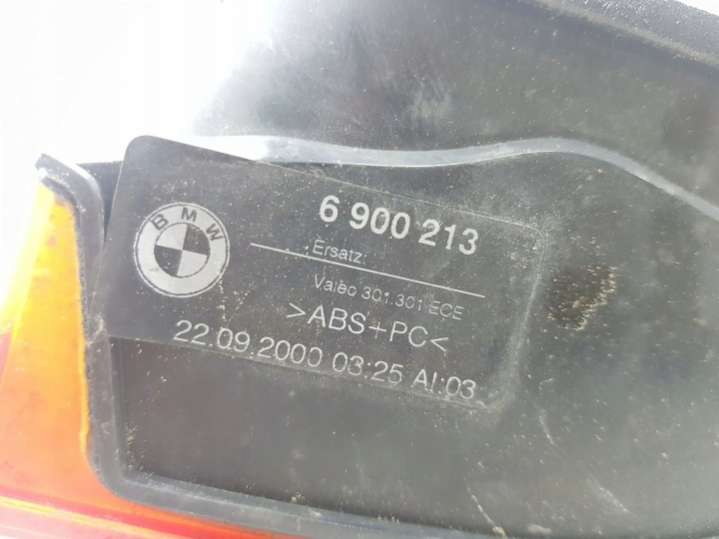 BMW
6 900 213
Ersatz:
Valeo 301 301 ECE
>ABS+PC<
22.09.2000 03:25 AI:03